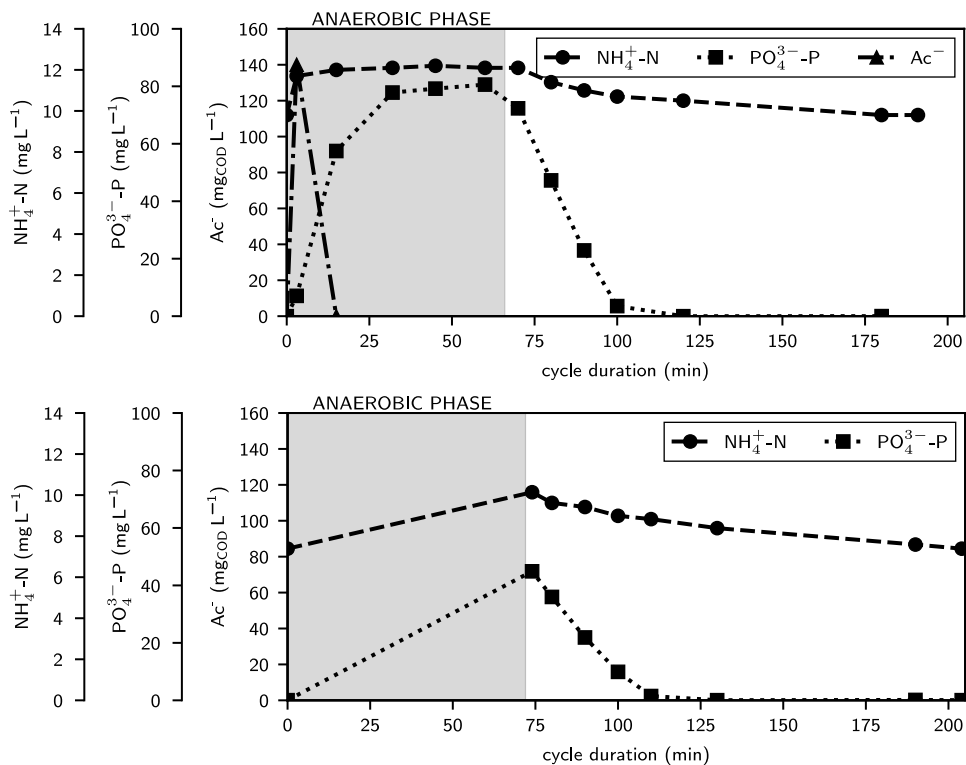 ANAEROBIC PHASE
NH₄⁺-N PO₄³⁻-P Ac⁻
NH₄⁺-N (mg L⁻¹)
0 2 4 6 8 10 12 14
PO₄³⁻-P (mg L⁻¹)
0 20 40 60 80 100
Ac⁻ (mg_COD L⁻¹)
0 20 40 60 80 100 120 140 160
0 25 50 75 100 125 150 175 200
cycle duration (min)
ANAEROBIC PHASE
NH₄⁺-N PO₄³⁻-P
NH₄⁺-N (mg L⁻¹)
0 2 4 6 8 10 12 14
PO₄³⁻-P (mg L⁻¹)
0 20 40 60 80 100
Ac⁻ (mg_COD L⁻¹)
0 20 40 60 80 100 120 140 160
0 25 50 75 100 125 150 175 200
cycle duration (min)